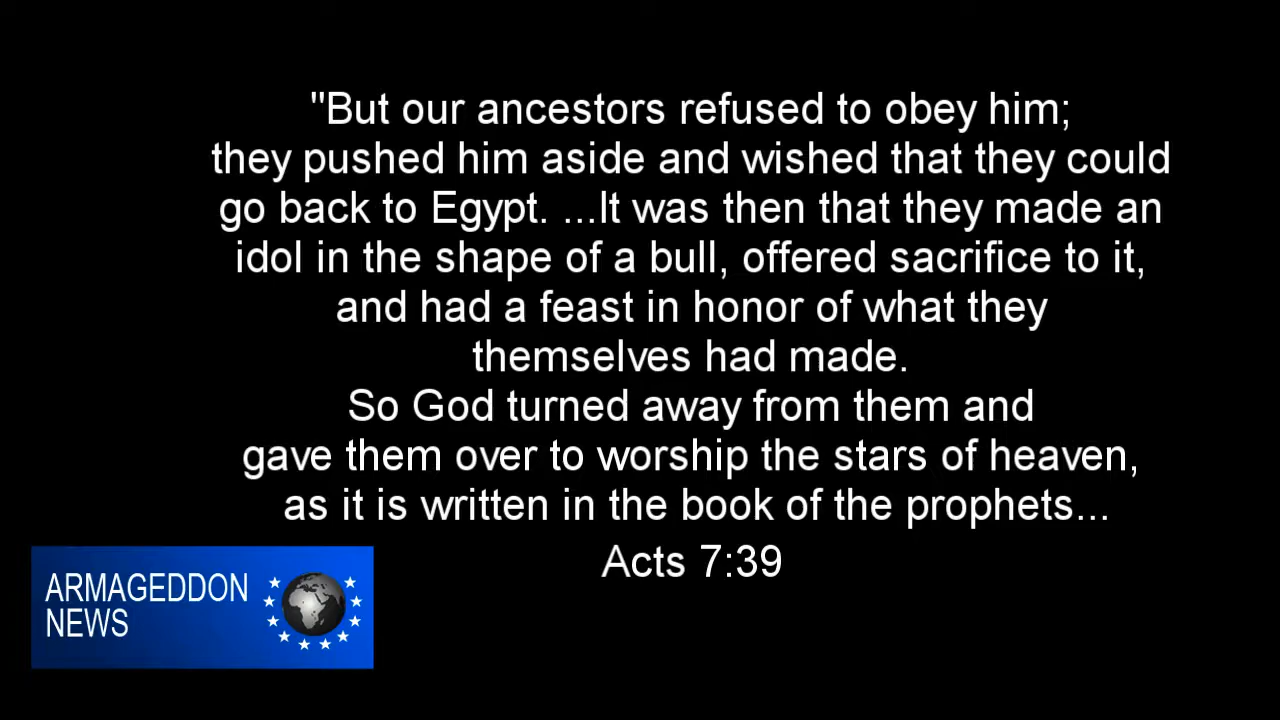 "But our ancestors refused to obey him;
they pushed him aside and wished that they could
go back to Egypt. ...It was then that they made an
idol in the shape of a bull, offered sacrifice to it,
and had a feast in honor of what they
themselves had made.
So God turned away from them and
gave them over to worship the stars of heaven,
as it is written in the book of the prophets...
Acts 7:39
ARMAGEDDON
NEWS